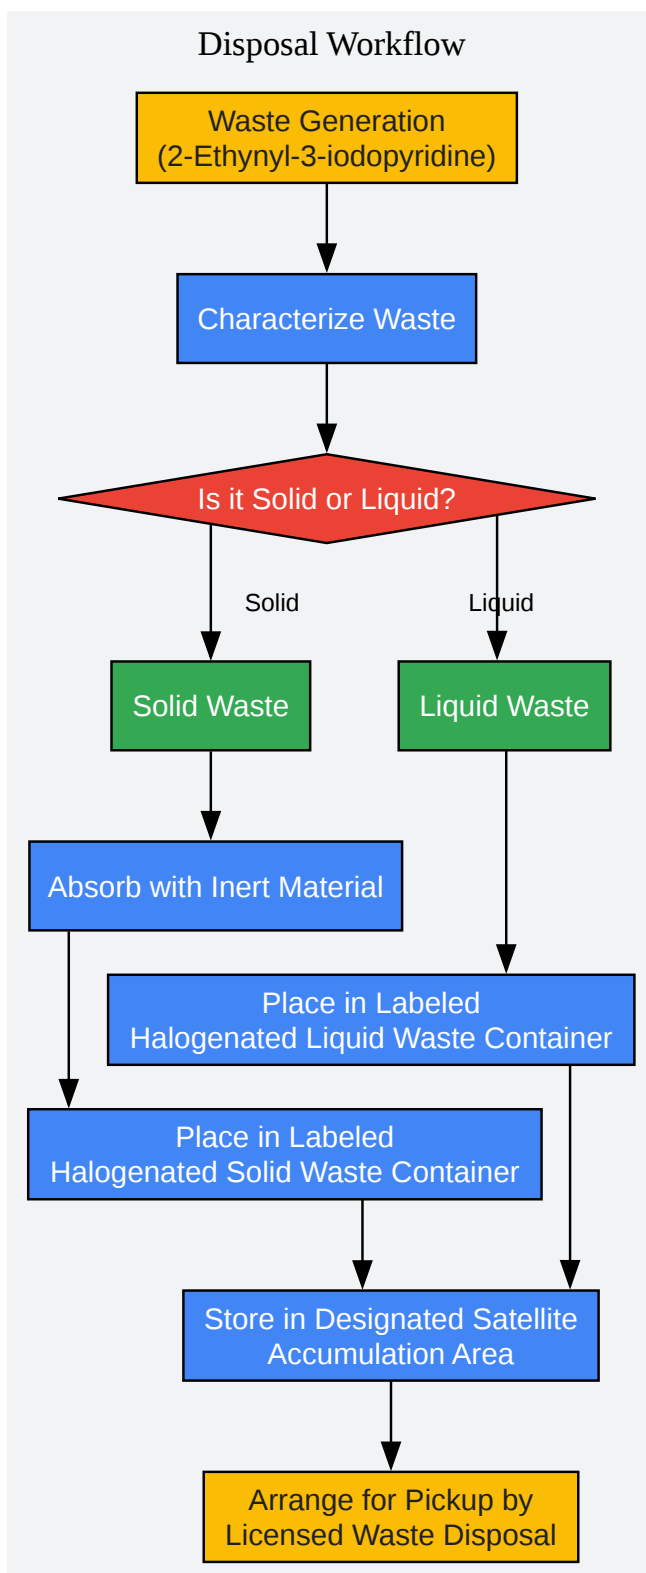 Disposal Workflow
Waste Generation
(2-Ethynyl-3-iodopyridine)
Characterize Waste
Is it Solid or Liquid?
Solid
Liquid
Solid Waste
Liquid Waste
Absorb with Inert Material
Place in Labeled
Halogenated Liquid Waste Container
Place in Labeled
Halogenated Solid Waste Container
Store in Designated Satellite
Accumulation Area
Arrange for Pickup by
Licensed Waste Disposal